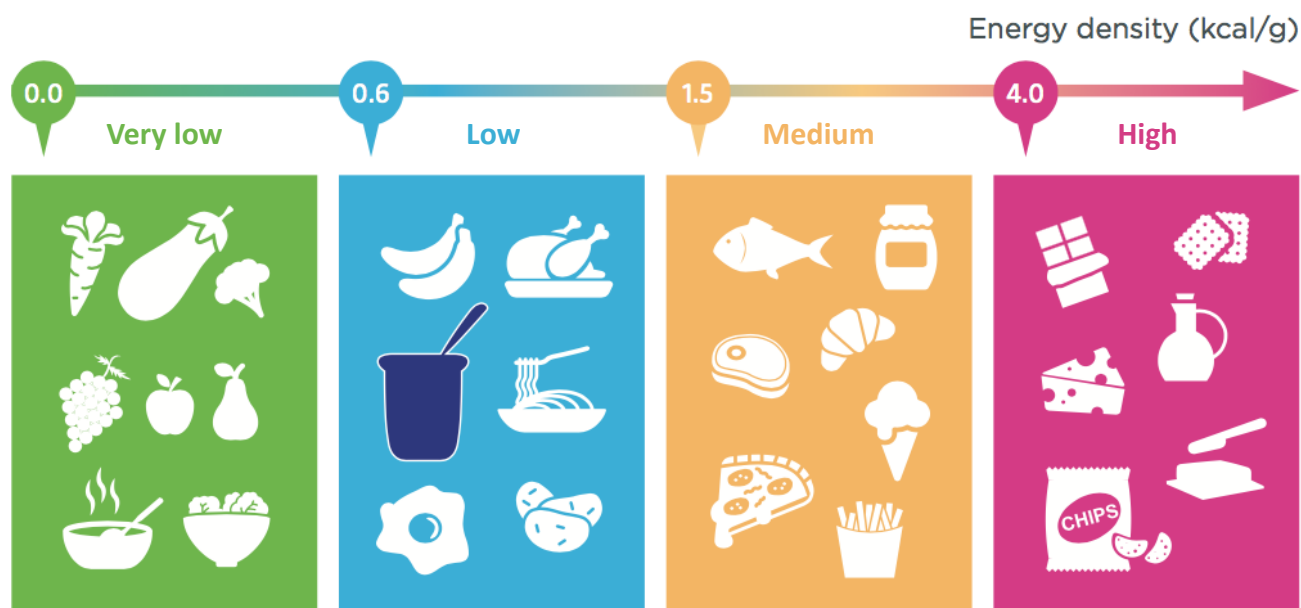 Energy density (kcal/g)
0.0
0.6
1.5
4.0
Very low
Low
Medium
High
CHIPS